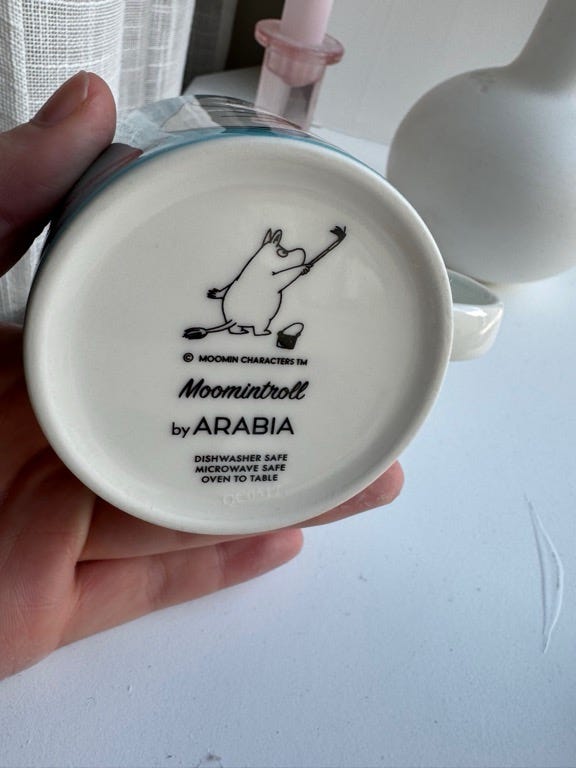 © MOOMIN CHARACTERS TM
Moomintroll
by ARABIA
DISHWASHER SAFE
MICROWAVE SAFE
OVEN TO TABLE